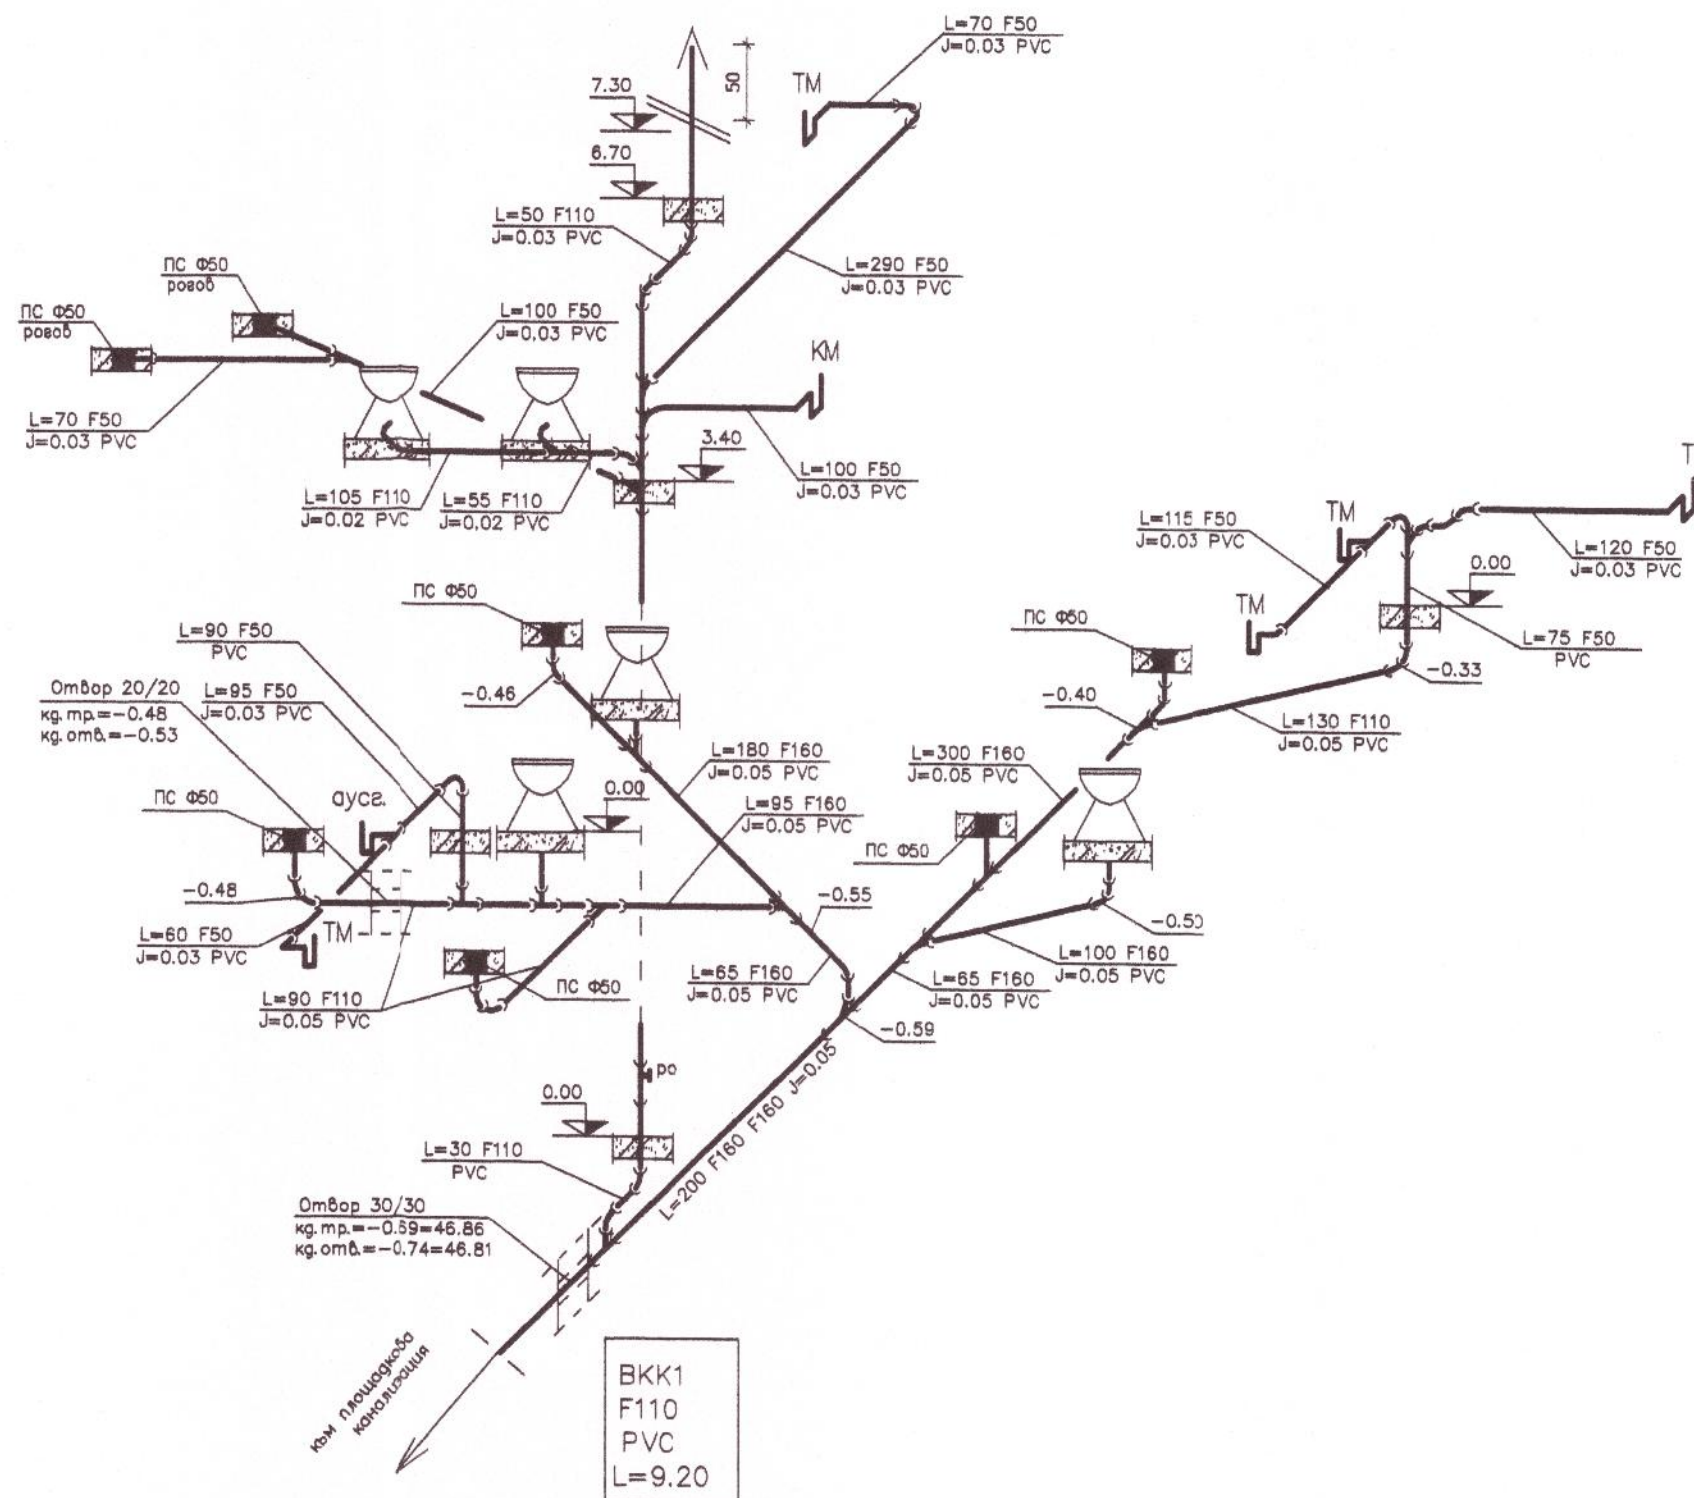 L=70 F50
J=0.03 PVC
50
ТМ
7.30
6.70
L=50 F110
J=0.03 PVC
ПС Ф50
рогов
L=290 F50
J=0.03 PVC
ПС Ф50
рогов
L=100 F50
J=0.03 PVC
КМ
L=70 F50
J=0.03 PVC
3.40
L=100 F50
J=0.03 PVC
L=105 F110
J=0.02 PVC
L=55 F110
J=0.02 PVC
L=115 F50
J=0.03 PVC
ТМ
L=120 F50
J=0.03 PVC
0.00
ПС Ф50
ТМ
ПС Ф50
L=90 F50
PVC
L=75 F50
PVC
Отвор 20/20
кд.тр.=-0.48
кд.отв.=-0.53
L=95 F50
J=0.03 PVC
-0.46
-0.40
-0.33
L=130 F110
J=0.05 PVC
L=180 F160
J=0.05 PVC
L=300 F160
J=0.05 PVC
ПС Ф50
аусг.
0.00
L=95 F160
J=0.05 PVC
ПС Ф50
-0.48
-0.55
-0.50
L=60 F50
J=0.03 PVC
ТМ
L=100 F160
J=0.05 PVC
L=65 F160
J=0.05 PVC
L=65 F160
J=0.05 PVC
L=90 F110
J=0.05 PVC
ПС Ф50
-0.59
РО
0.00
L=200 F160 F160 J=0.05
L=30 F110
PVC
Отвор 30/30
кд.тр.=-0.69=46.86
кд.отв.=-0.74=46.81
към площадкова
канализация
ВКК1
F110
PVC
L=9.20